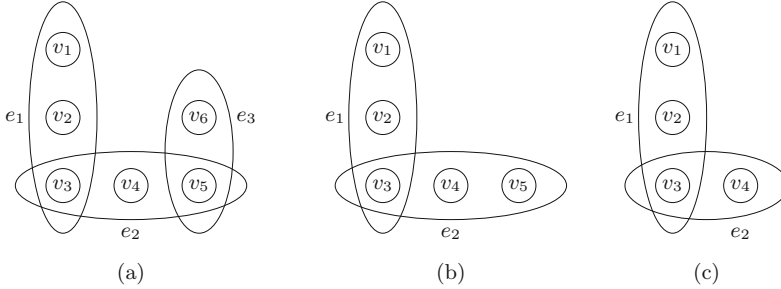 v1 v1 v1
e1 v2 v6 e3 e1 v2 e1 v2
v3 v4 v5 v3 v4 v5 v3 v4
e2 e2 e2
(a) (b) (c)